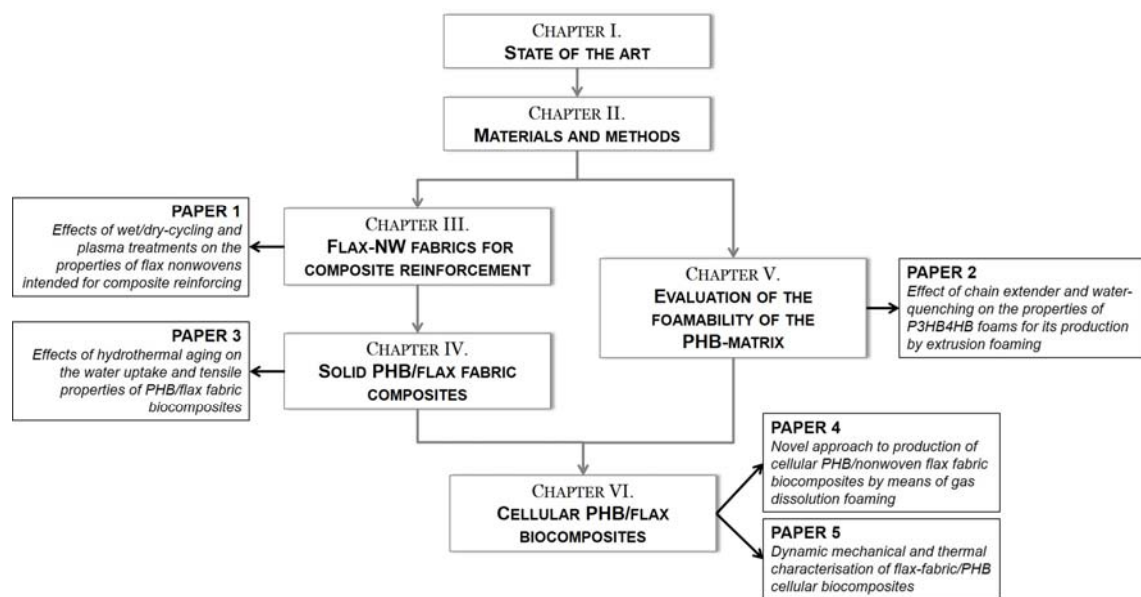 CHAPTER I.
STATE OF THE ART
CHAPTER II.
MATERIALS AND METHODS
PAPER 1
Effects of wet/dry-cycling and
plasma treatments on the
properties of flax nonwovens
intended for composite reinforcing
CHAPTER III.
FLAX-NW FABRICS FOR
COMPOSITE REINFORCEMENT
CHAPTER V.
EVALUATION OF THE
FOAMABILITY OF THE
PHB-MATRIX
PAPER 2
Effect of chain extender and water-
quenching on the properties of
P3HB4HB foams for its production
by extrusion foaming
PAPER 3
Effects of hydrothermal aging on
the water uptake and tensile
properties of PHB/flax fabric
biocomposites
CHAPTER IV.
SOLID PHB/FLAX FABRIC
COMPOSITES
CHAPTER VI.
CELLULAR PHB/FLAX
BIOCOMPOSITES
PAPER 4
Novel approach to production of
cellular PHB/nonwoven flax fabric
biocomposites by means of gas
dissolution foaming
PAPER 5
Dynamic mechanical and thermal
characterisation of flax-fabric/PHB
cellular biocomposites